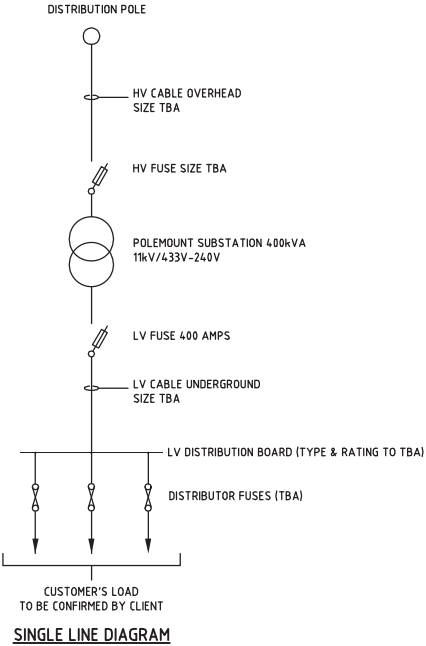 DISTRIBUTION POLE
HV CABLE OVERHEAD
SIZE TBA
HV FUSE SIZE TBA
POLEMOUNT SUBSTATION 400kVA
11kV/433V-240V
LV FUSE 400 AMPS
LV CABLE UNDERGROUND
SIZE TBA
LV DISTRIBUTION BOARD (TYPE & RATING TO TBA)
DISTRIBUTOR FUSES (TBA)
CUSTOMER'S LOAD
TO BE CONFIRMED BY CLIENT
SINGLE LINE DIAGRAM